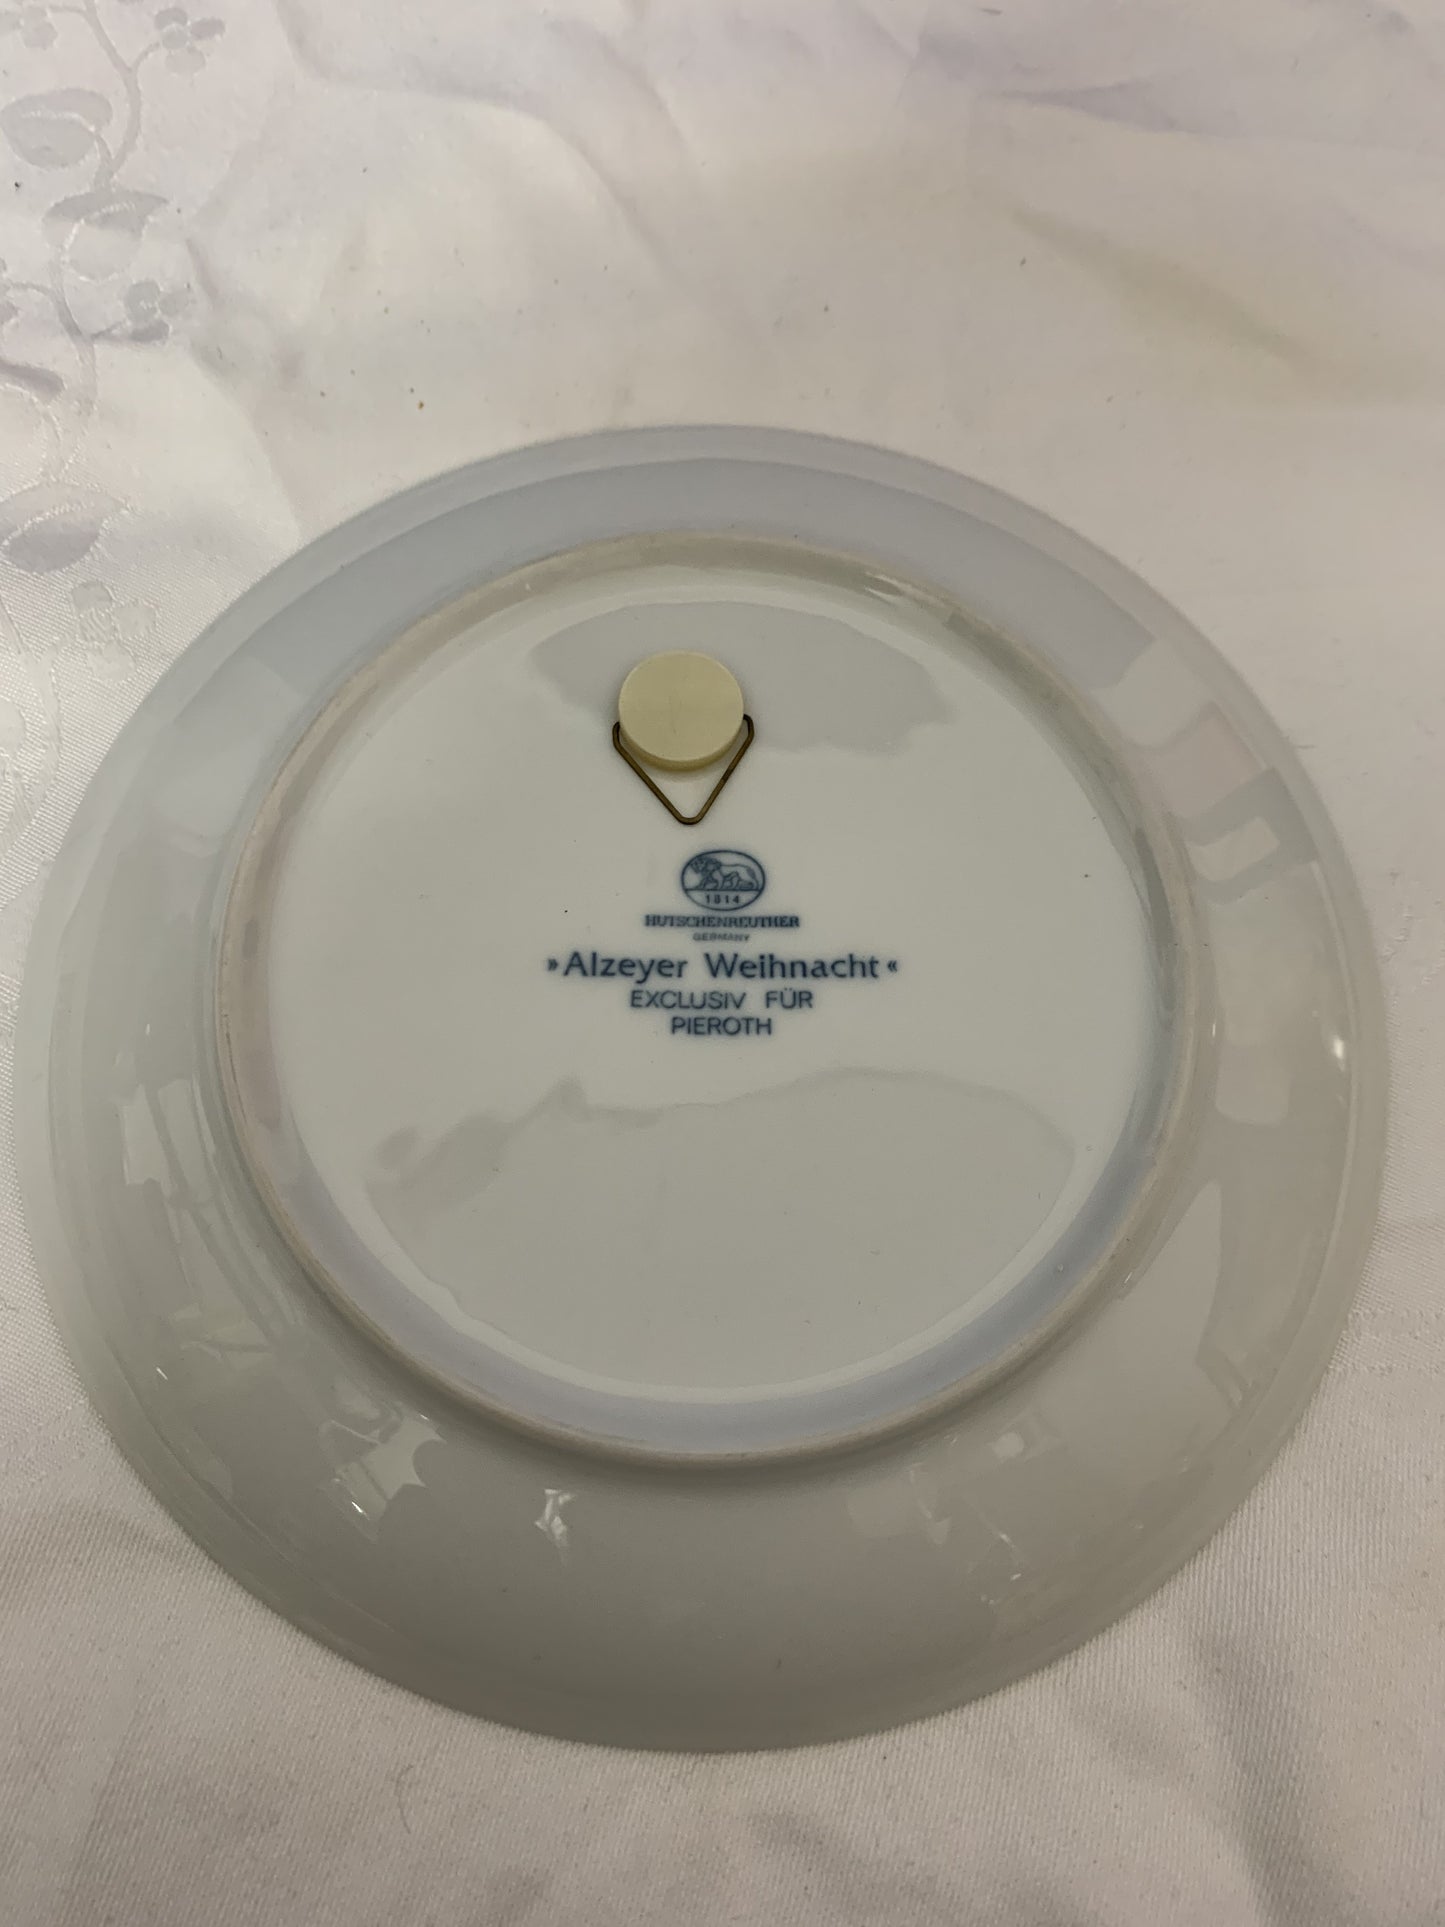 1814
HUTSCHENREUTHER
GERMANY
»Alzeyer Weihnacht«
EXCLUSIV FÜR
PIEROTH